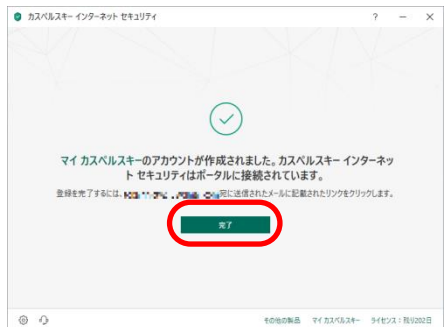 カスペルスキー インターネット セキュリティ
?
マイ カスペルスキーのアカウントが作成されました。カスペルスキー インターネッ
ト セキュリティはポータルに接続されています。
登録を完了するには、宛に送信されたメールに記載されたリンクをクリックします。
完了
その他の製品 マイ カスペルスキー ライセンス:残り202日